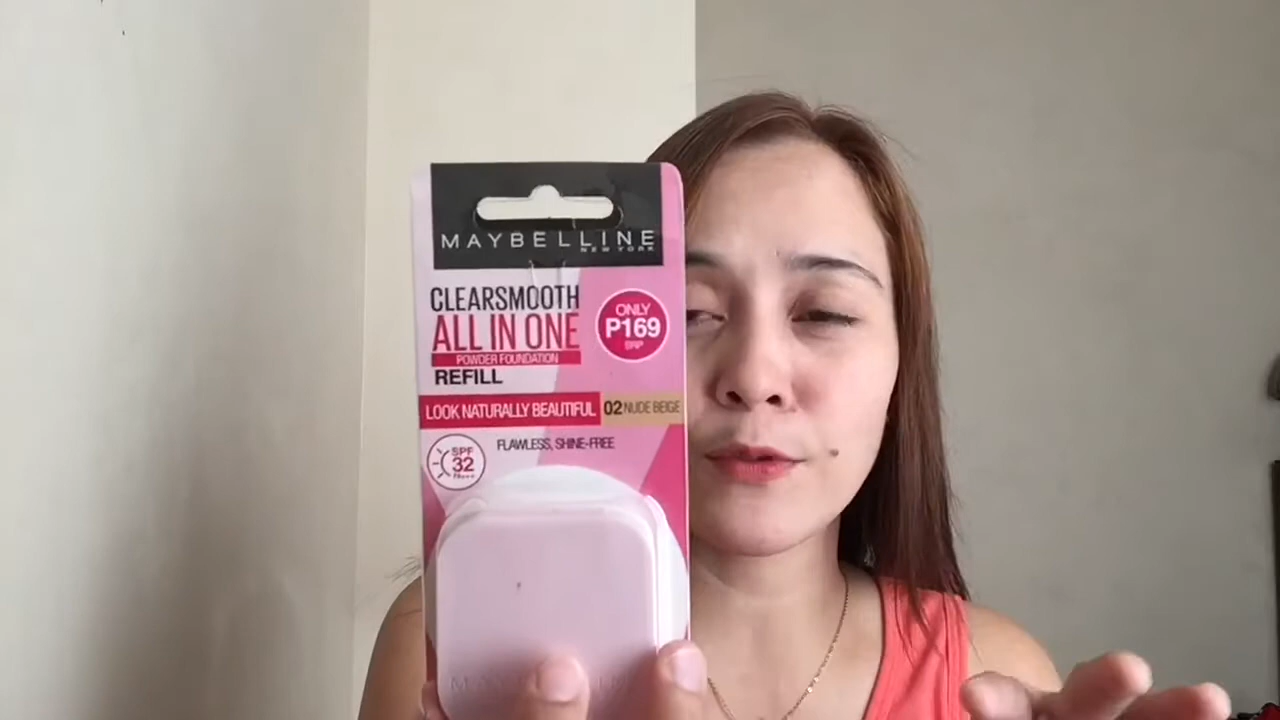 MAYBELLINE
NEW YORK
CLEARSMOOTH
ALL IN ONE
POWDER FOUNDATION
REFILL
ONLY
P169
SRP
LOOK NATURALLY BEAUTIFUL
02 NUDE BEIGE
SPF
32
PA+++
FLAWLESS, SHINE-FREE